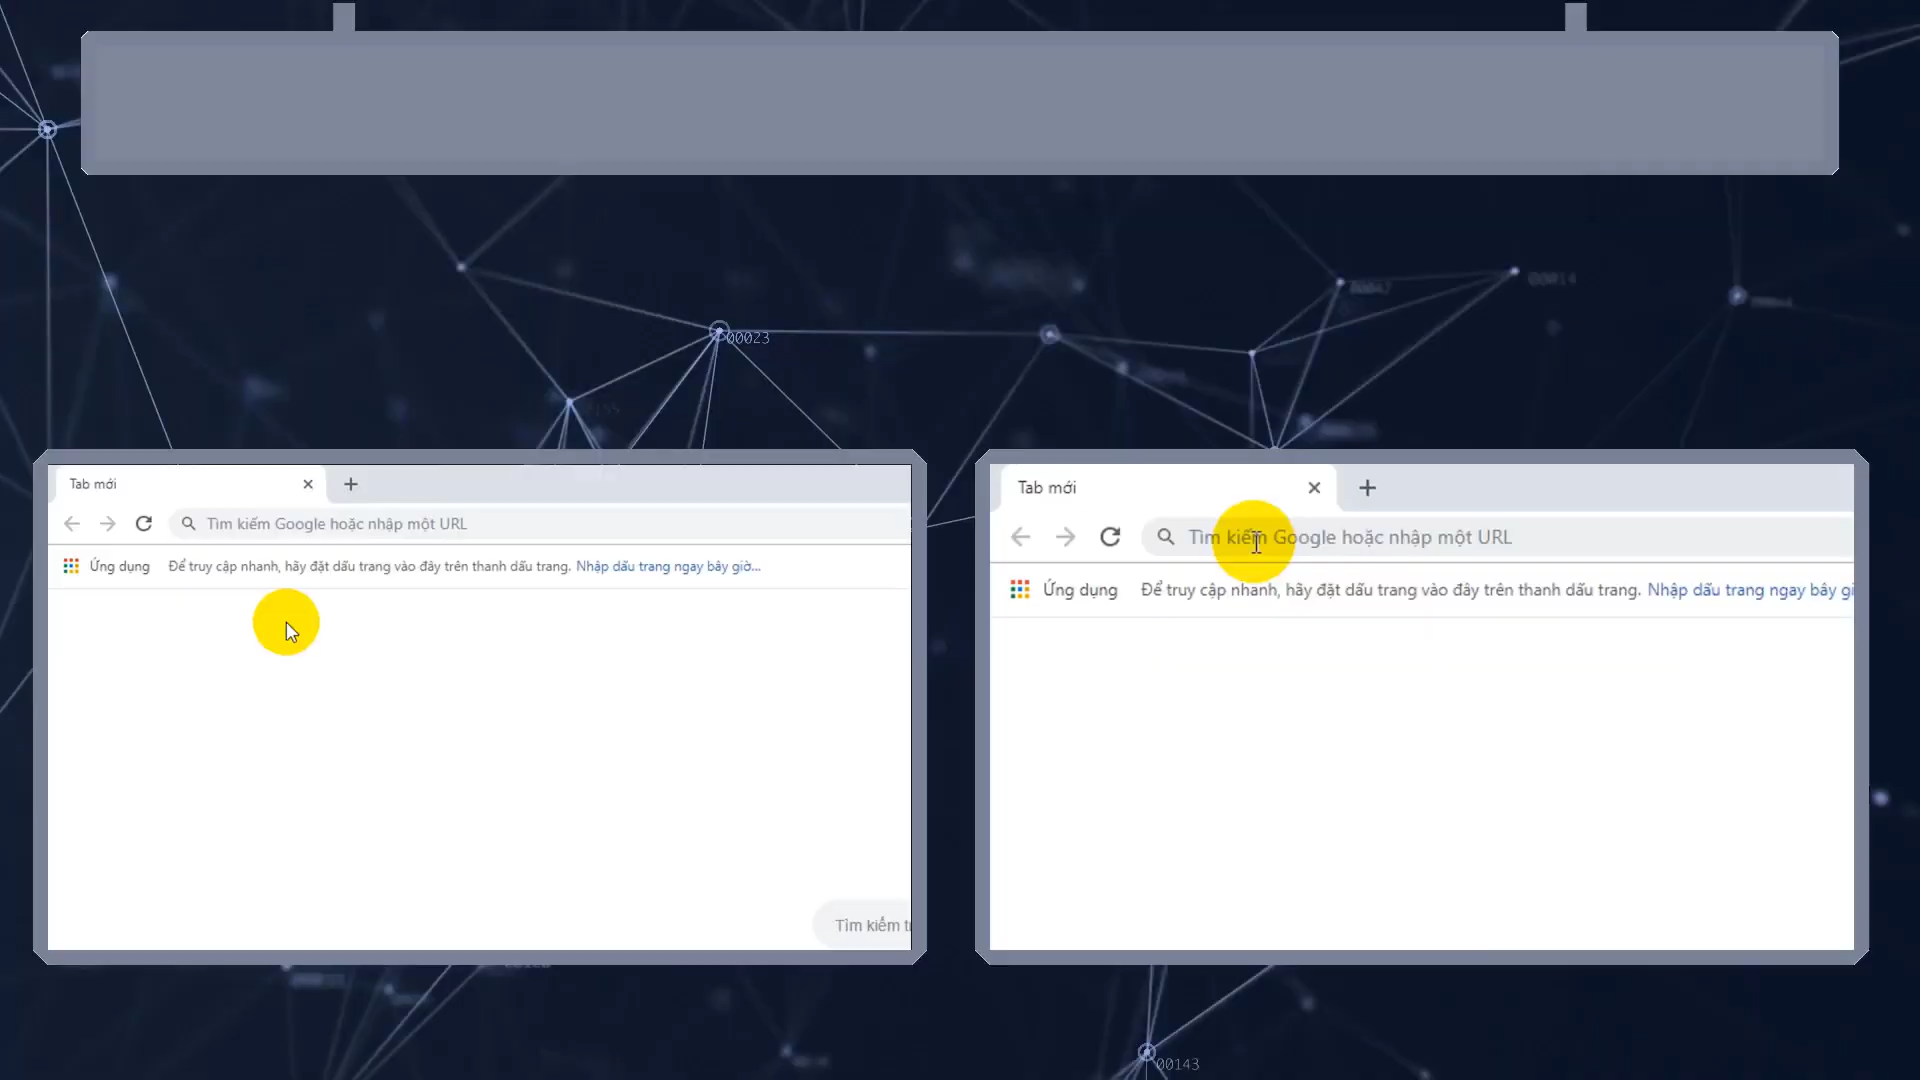 00023
Tab mới
Tìm kiếm Google hoặc nhập một URL
Ứng dụng Để truy cập nhanh, hãy đặt dấu trang vào đây trên thanh dấu trang. Nhập dấu trang ngay bây giờ...
Tìm kiếm
Tab mới
Tìm kiếm Google hoặc nhập một URL
Ứng dụng Để truy cập nhanh, hãy đặt dấu trang vào đây trên thanh dấu trang. Nhập dấu trang ngay bây
00143